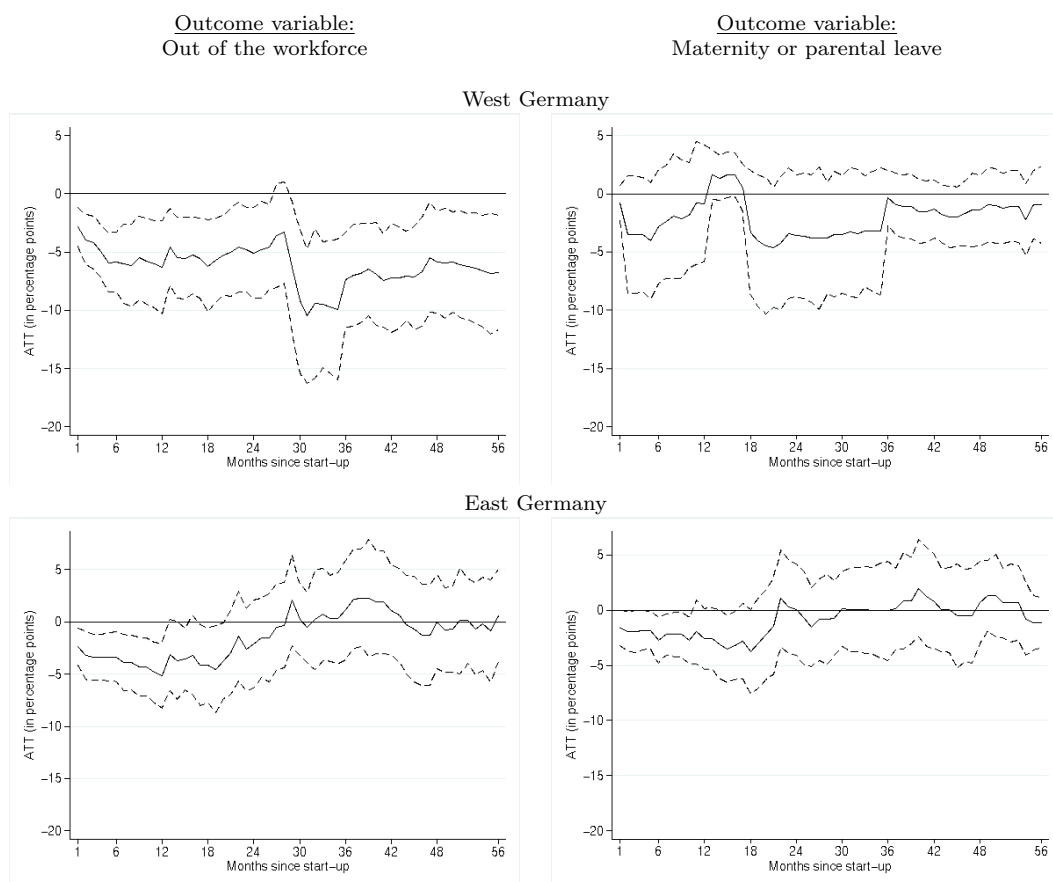 Outcome variable:
Out of the workforce
Outcome variable:
Maternity or parental leave
West Germany
ATT (in percentage points)
5
0
−5
−10
−15
−20
1 6 12 18 24 30 36 42 48 56
Months since start−up
ATT (in percentage points)
5
0
−5
−10
−15
−20
1 6 12 18 24 30 36 42 48 56
Months since start−up
East Germany
ATT (in percentage points)
5
0
−5
−10
−15
−20
1 6 12 18 24 30 36 42 48 56
Months since start−up
ATT (in percentage points)
5
0
−5
−10
−15
−20
1 6 12 18 24 30 36 42 48 56
Months since start−up